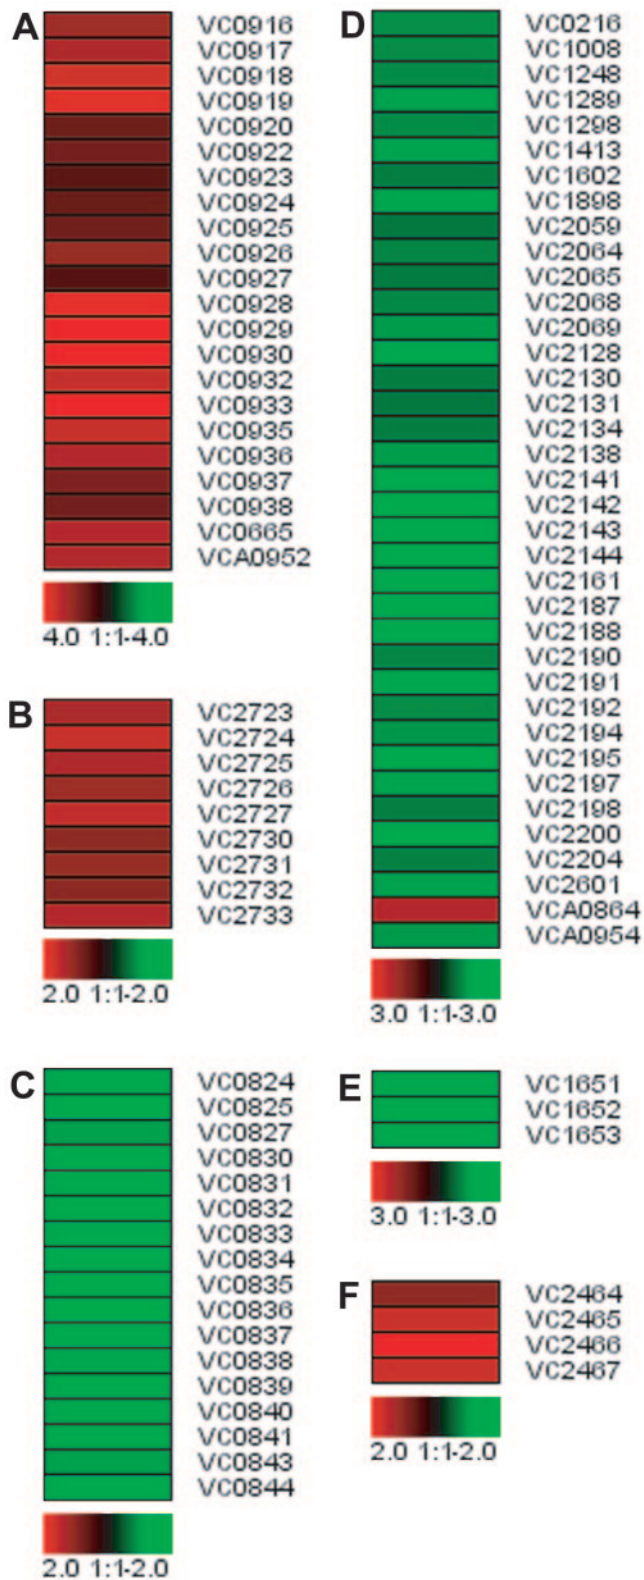 A
VC0916
VC0917
VC0918
VC0919
VC0920
VC0922
VC0923
VC0924
VC0925
VC0926
VC0927
VC0928
VC0929
VC0930
VC0932
VC0933
VC0935
VC0936
VC0937
VC0938
VC0665
VCA0952
4.0 1:1-4.0
B
VC2723
VC2724
VC2725
VC2726
VC2727
VC2730
VC2731
VC2732
VC2733
2.0 1:1-2.0
C
VC0824
VC0825
VC0827
VC0830
VC0831
VC0832
VC0833
VC0834
VC0835
VC0836
VC0837
VC0838
VC0839
VC0840
VC0841
VC0843
VC0844
2.0 1:1-2.0
D
VC0216
VC1008
VC1248
VC1289
VC1298
VC1413
VC1602
VC1898
VC2059
VC2064
VC2065
VC2068
VC2069
VC2128
VC2130
VC2131
VC2134
VC2138
VC2141
VC2142
VC2143
VC2144
VC2161
VC2187
VC2188
VC2190
VC2191
VC2192
VC2194
VC2195
VC2197
VC2198
VC2200
VC2204
VC2601
VCA0864
VCA0954
3.0 1:1-3.0
E
VC1651
VC1652
VC1653
3.0 1:1-3.0
F
VC2464
VC2465
VC2466
VC2467
2.0 1:1-2.0